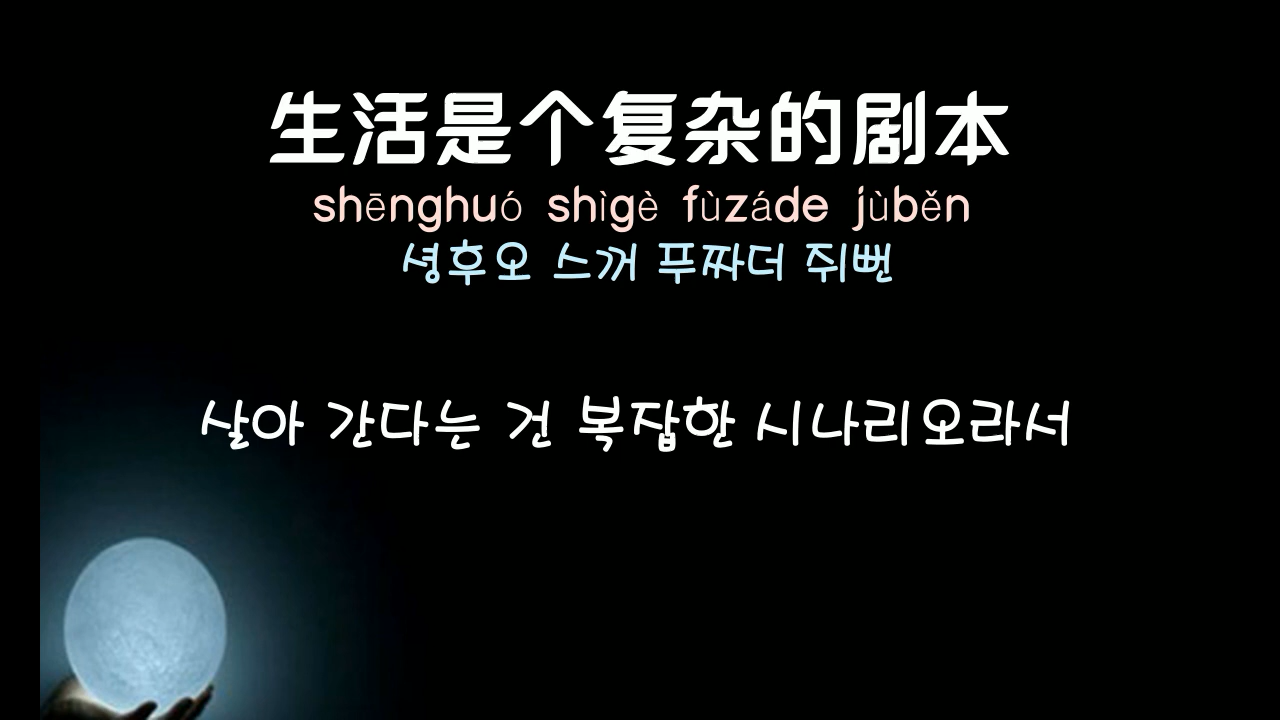 生活是个复杂的剧本
shēnghuó shìgè fùzáde jùběn
셩후오 스꺼 푸짜더 쥐뻔
살아 간다는 건 복잡한 시나리오라서